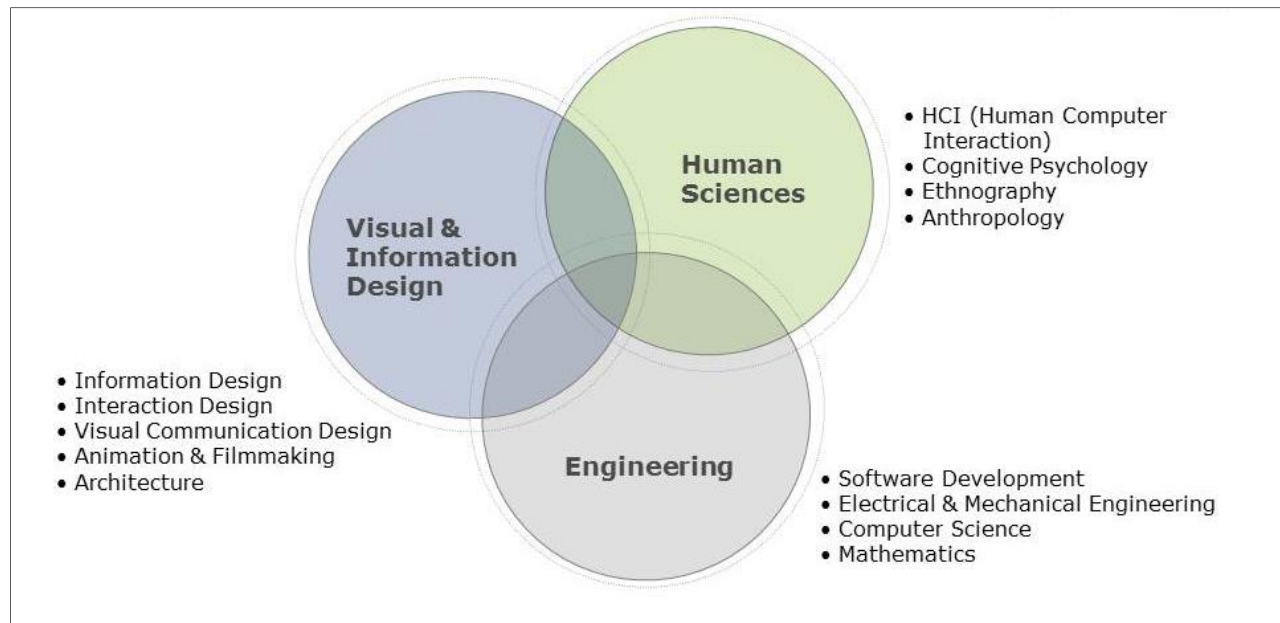 Human
Sciences
• HCI (Human Computer
Interaction)
• Cognitive Psychology
• Ethnography
• Anthropology
Visual &
Information
Design
• Information Design
• Interaction Design
• Visual Communication Design
• Animation & Filmmaking
• Architecture
Engineering
• Software Development
• Electrical & Mechanical Engineering
• Computer Science
• Mathematics